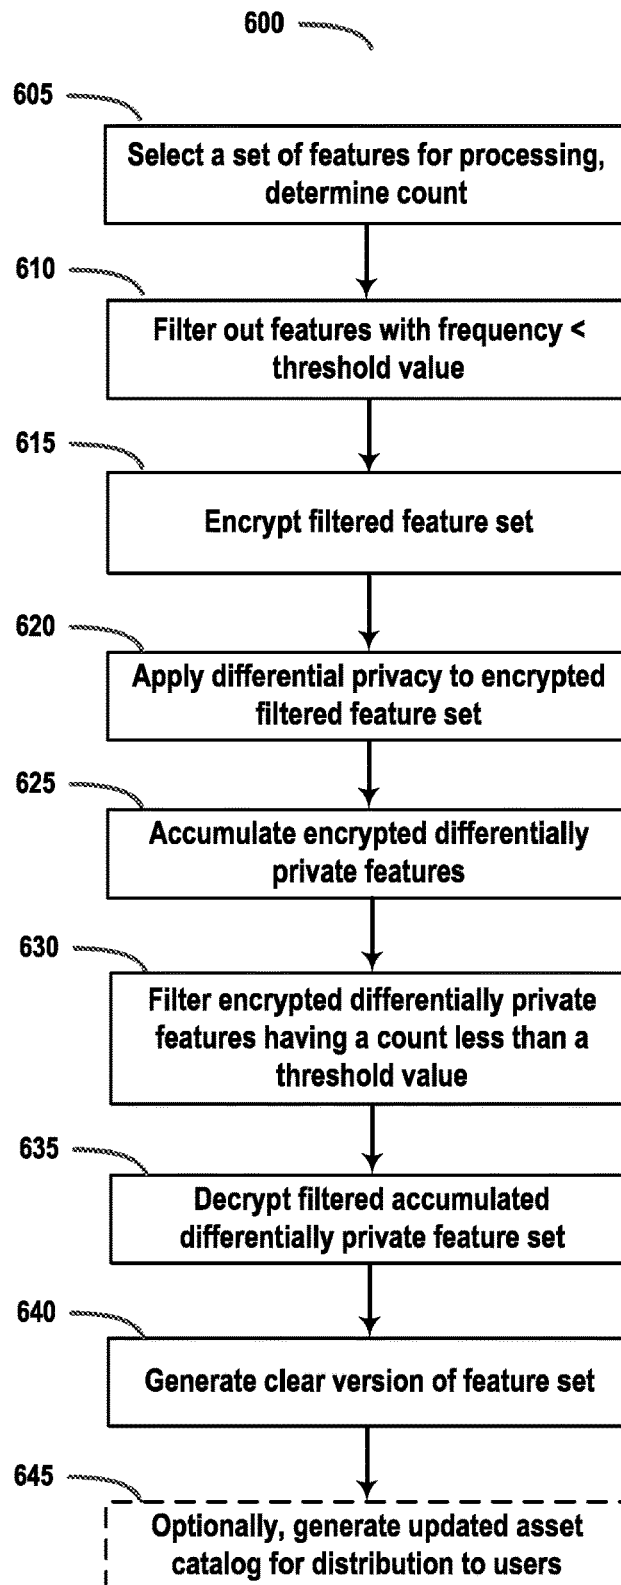 600
605
Select a set of features for processing,
determine count
610
Filter out features with frequency <
threshold value
615
Encrypt filtered feature set
620
Apply differential privacy to encrypted
filtered feature set
625
Accumulate encrypted differentially
private features
630
Filter encrypted differentially private
features having a count less than a
threshold value
635
Decrypt filtered accumulated
differentially private feature set
640
Generate clear version of feature set
645
Optionally, generate updated asset
catalog for distribution to users